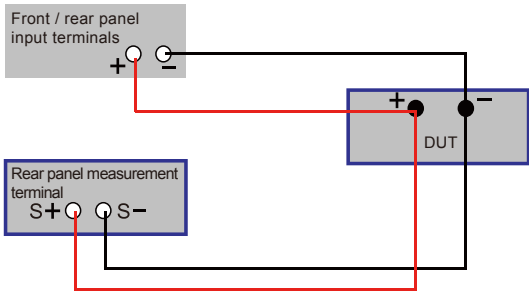 Front / rear panel
input terminals
+ −
+ −
DUT
Rear panel measurement
terminal
S+ S−